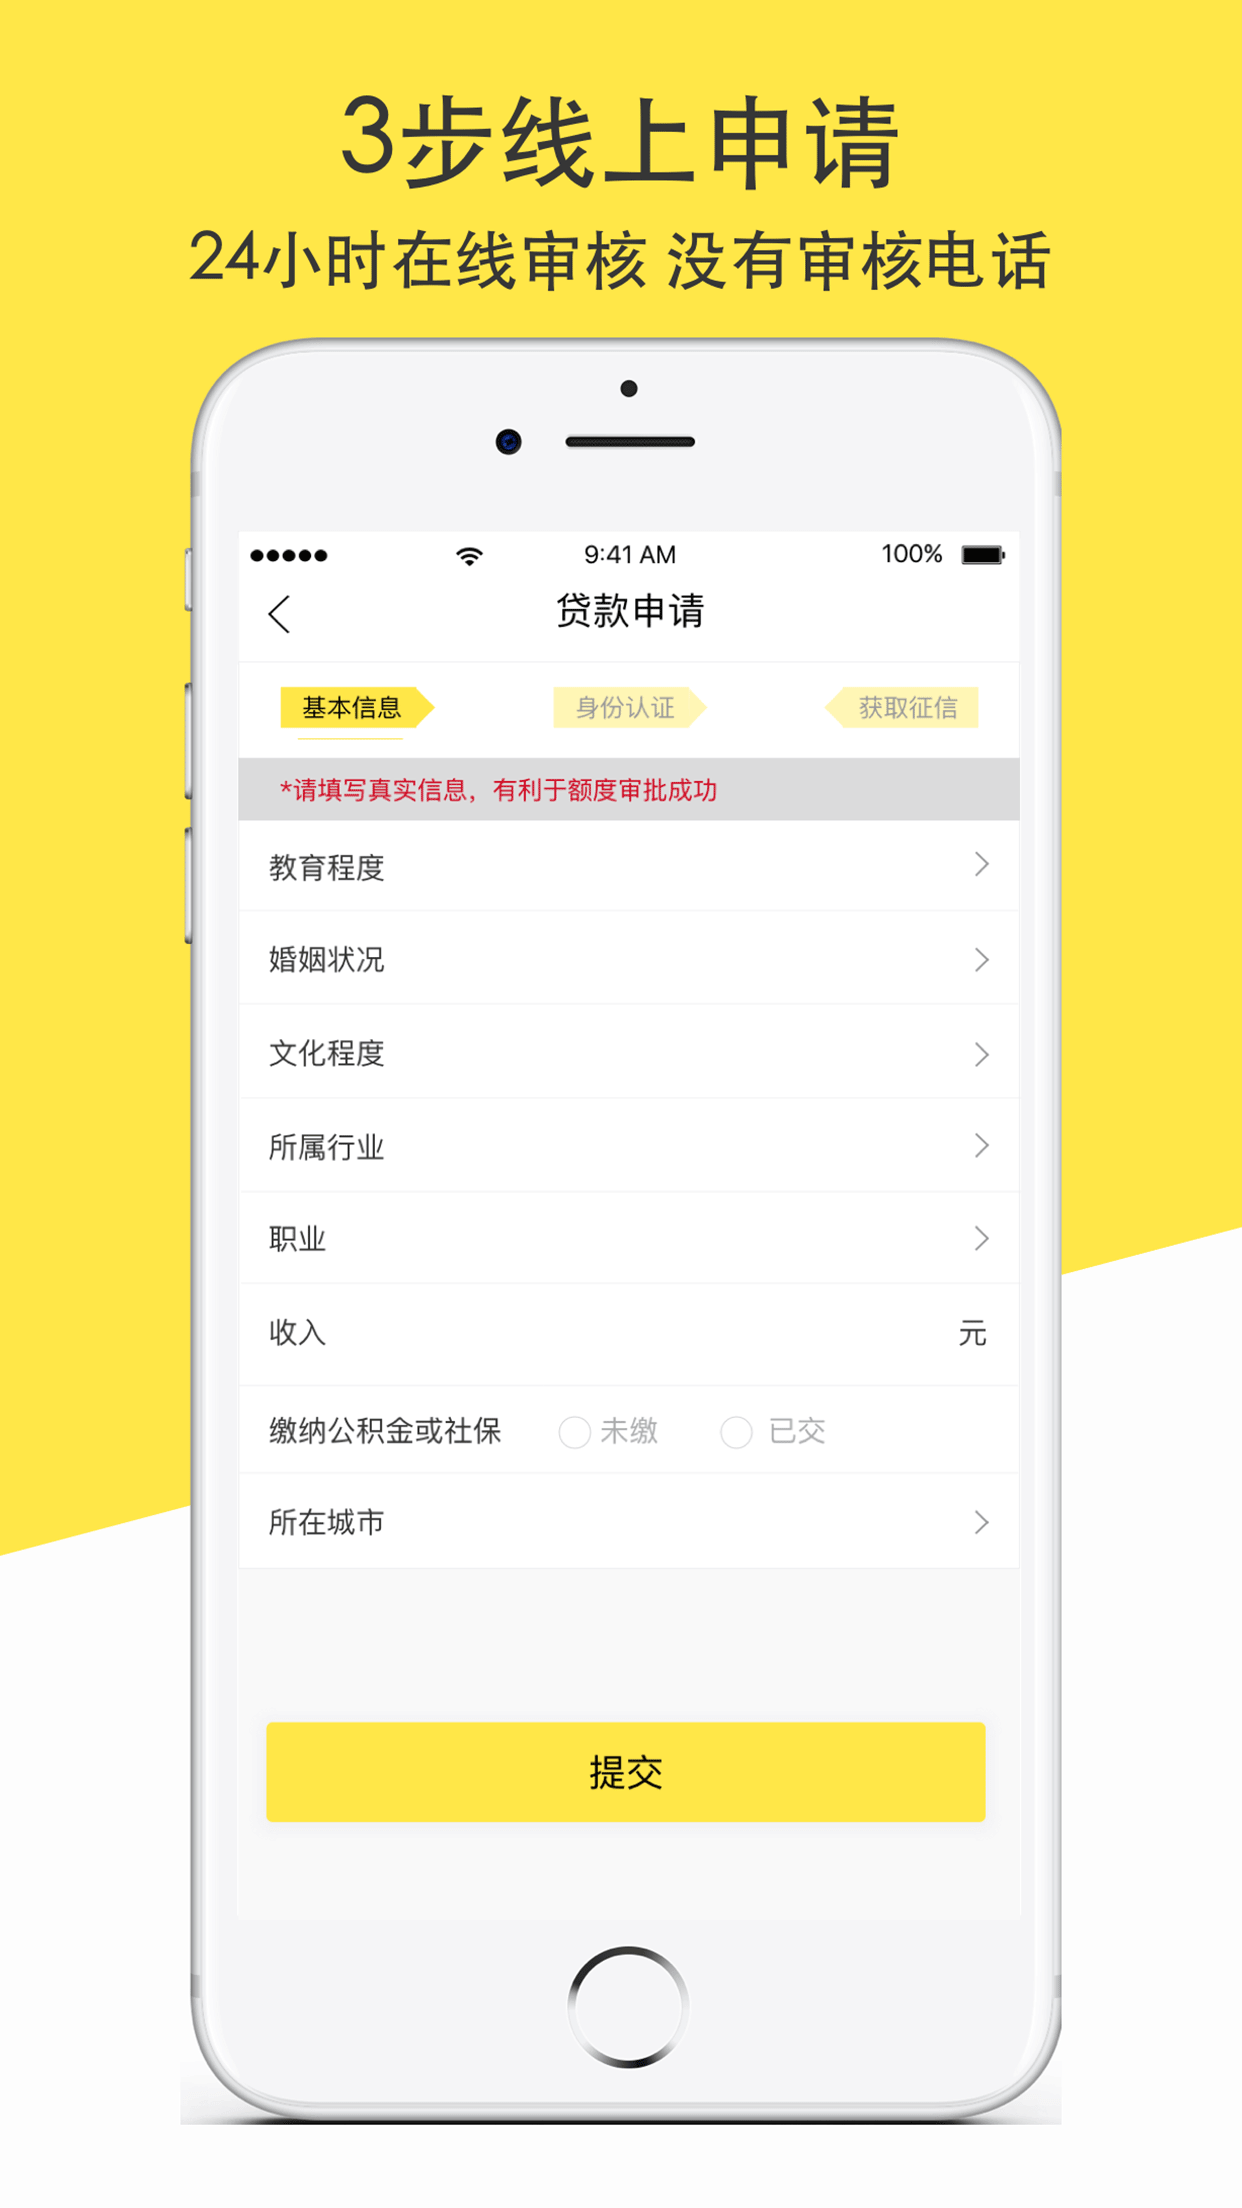 3步线上申请
24小时在线审核 没有审核电话
9:41 AM 100%
贷款申请
基本信息 身份认证 获取征信
*请填写真实信息，有利于额度审批成功
教育程度
婚姻状况
文化程度
所属行业
职业
收入 元
缴纳公积金或社保 未缴 已交
所在城市
提交